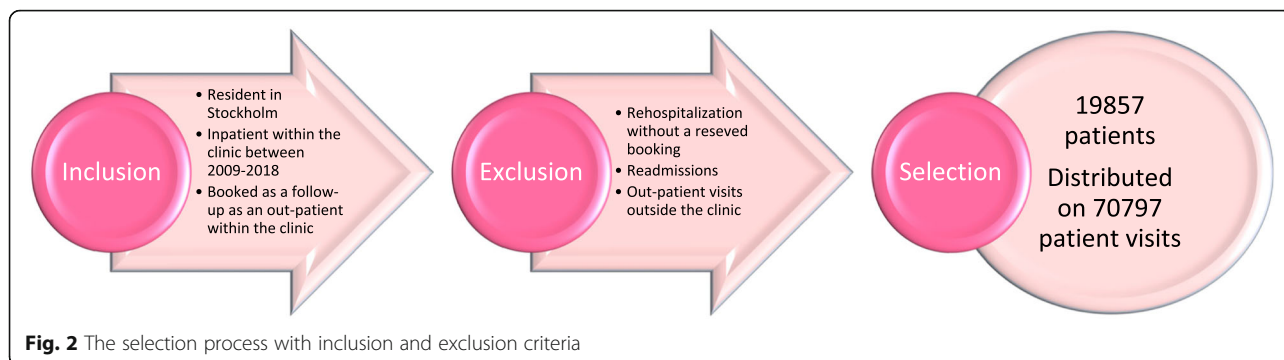 Inclusion
• Resident in
Stockholm
• Inpatient within the
clinic between
2009-2018
• Booked as a follow-
up as an out-patient
within the clinic
Exclusion
• Rehospitalization
without a reseved
booking
• Readmissions
• Out-patient visits
outside the clinic
Selection
19857
patients
Distributed
on 70797
patient visits
Fig. 2 The selection process with inclusion and exclusion criteria